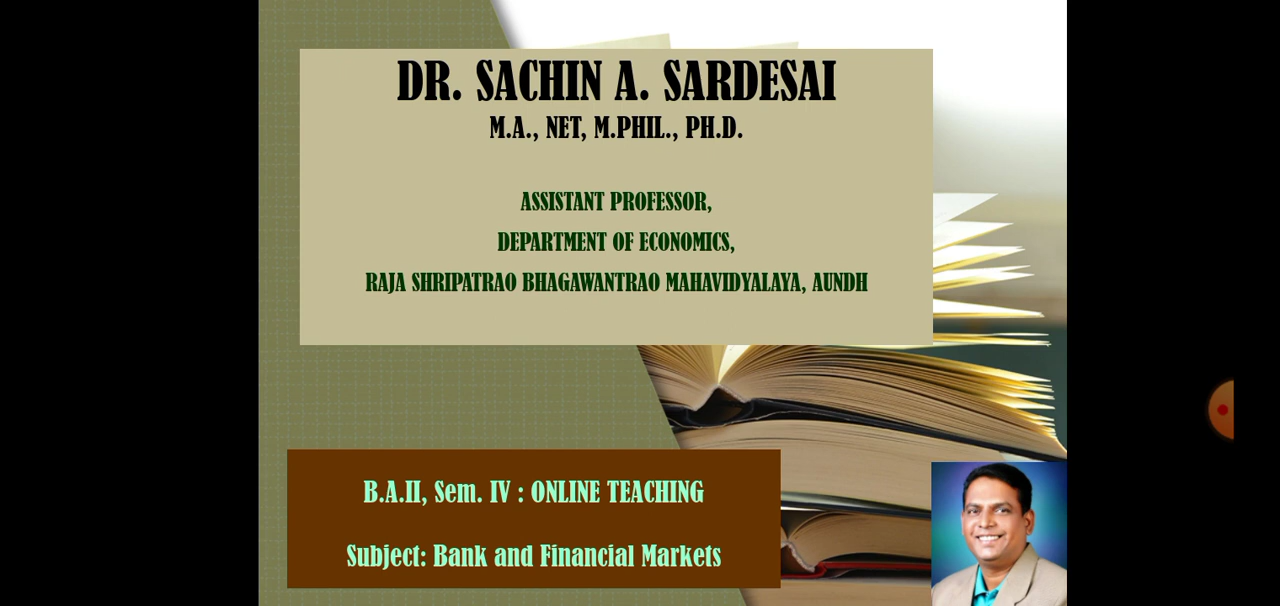 DR. SACHIN A. SARDESAI
M.A., NET, M.PHIL., PH.D.
ASSISTANT PROFESSOR,
DEPARTMENT OF ECONOMICS,
RAJA SHRIPATRAO BHAGAWANTRAO MAHAVIDYALAYA, AUNDH
B.A.II, Sem. IV : ONLINE TEACHING
Subject: Bank and Financial Markets